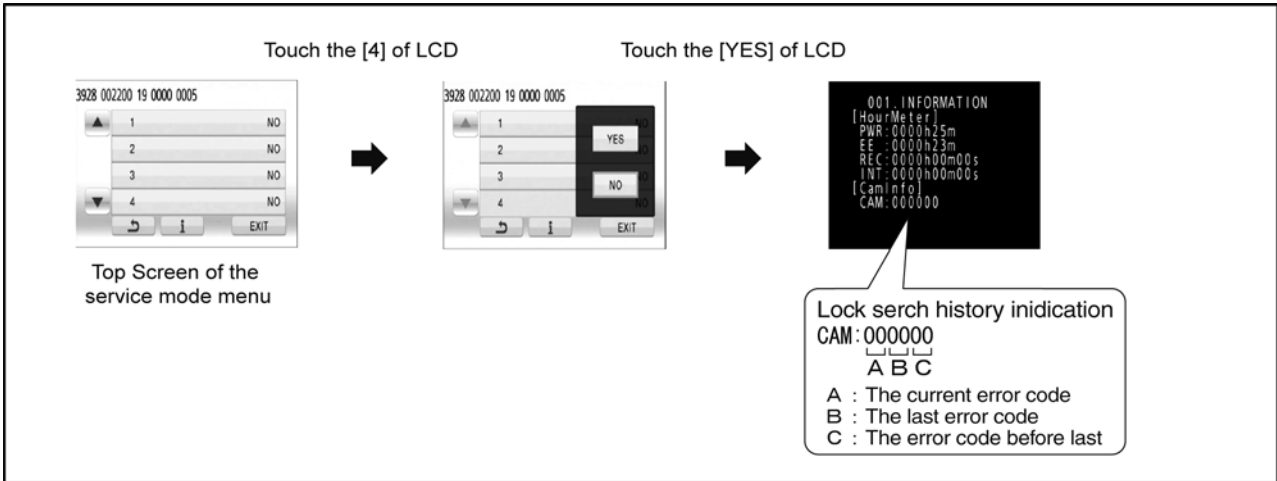 Touch the [4] of LCD
Touch the [YES] of LCD
3928 002200 19 0000 0005
1 NO
2 NO
3 NO
4 NO
i EXIT
Top Screen of the
service mode menu
3928 002200 19 0000 0005
1 NO
2 NO
3 NO
4 NO
YES
NO
i EXIT
001.INFORMATION
[HourMeter]
PWR:0000h25m
EE :0000h23m
REC:0000h00m00s
INT:0000h00m00s
[CamInfo]
CAM:000000
Lock serch history inidication
CAM:000000
A B C
A : The current error code
B : The last error code
C : The error code before last